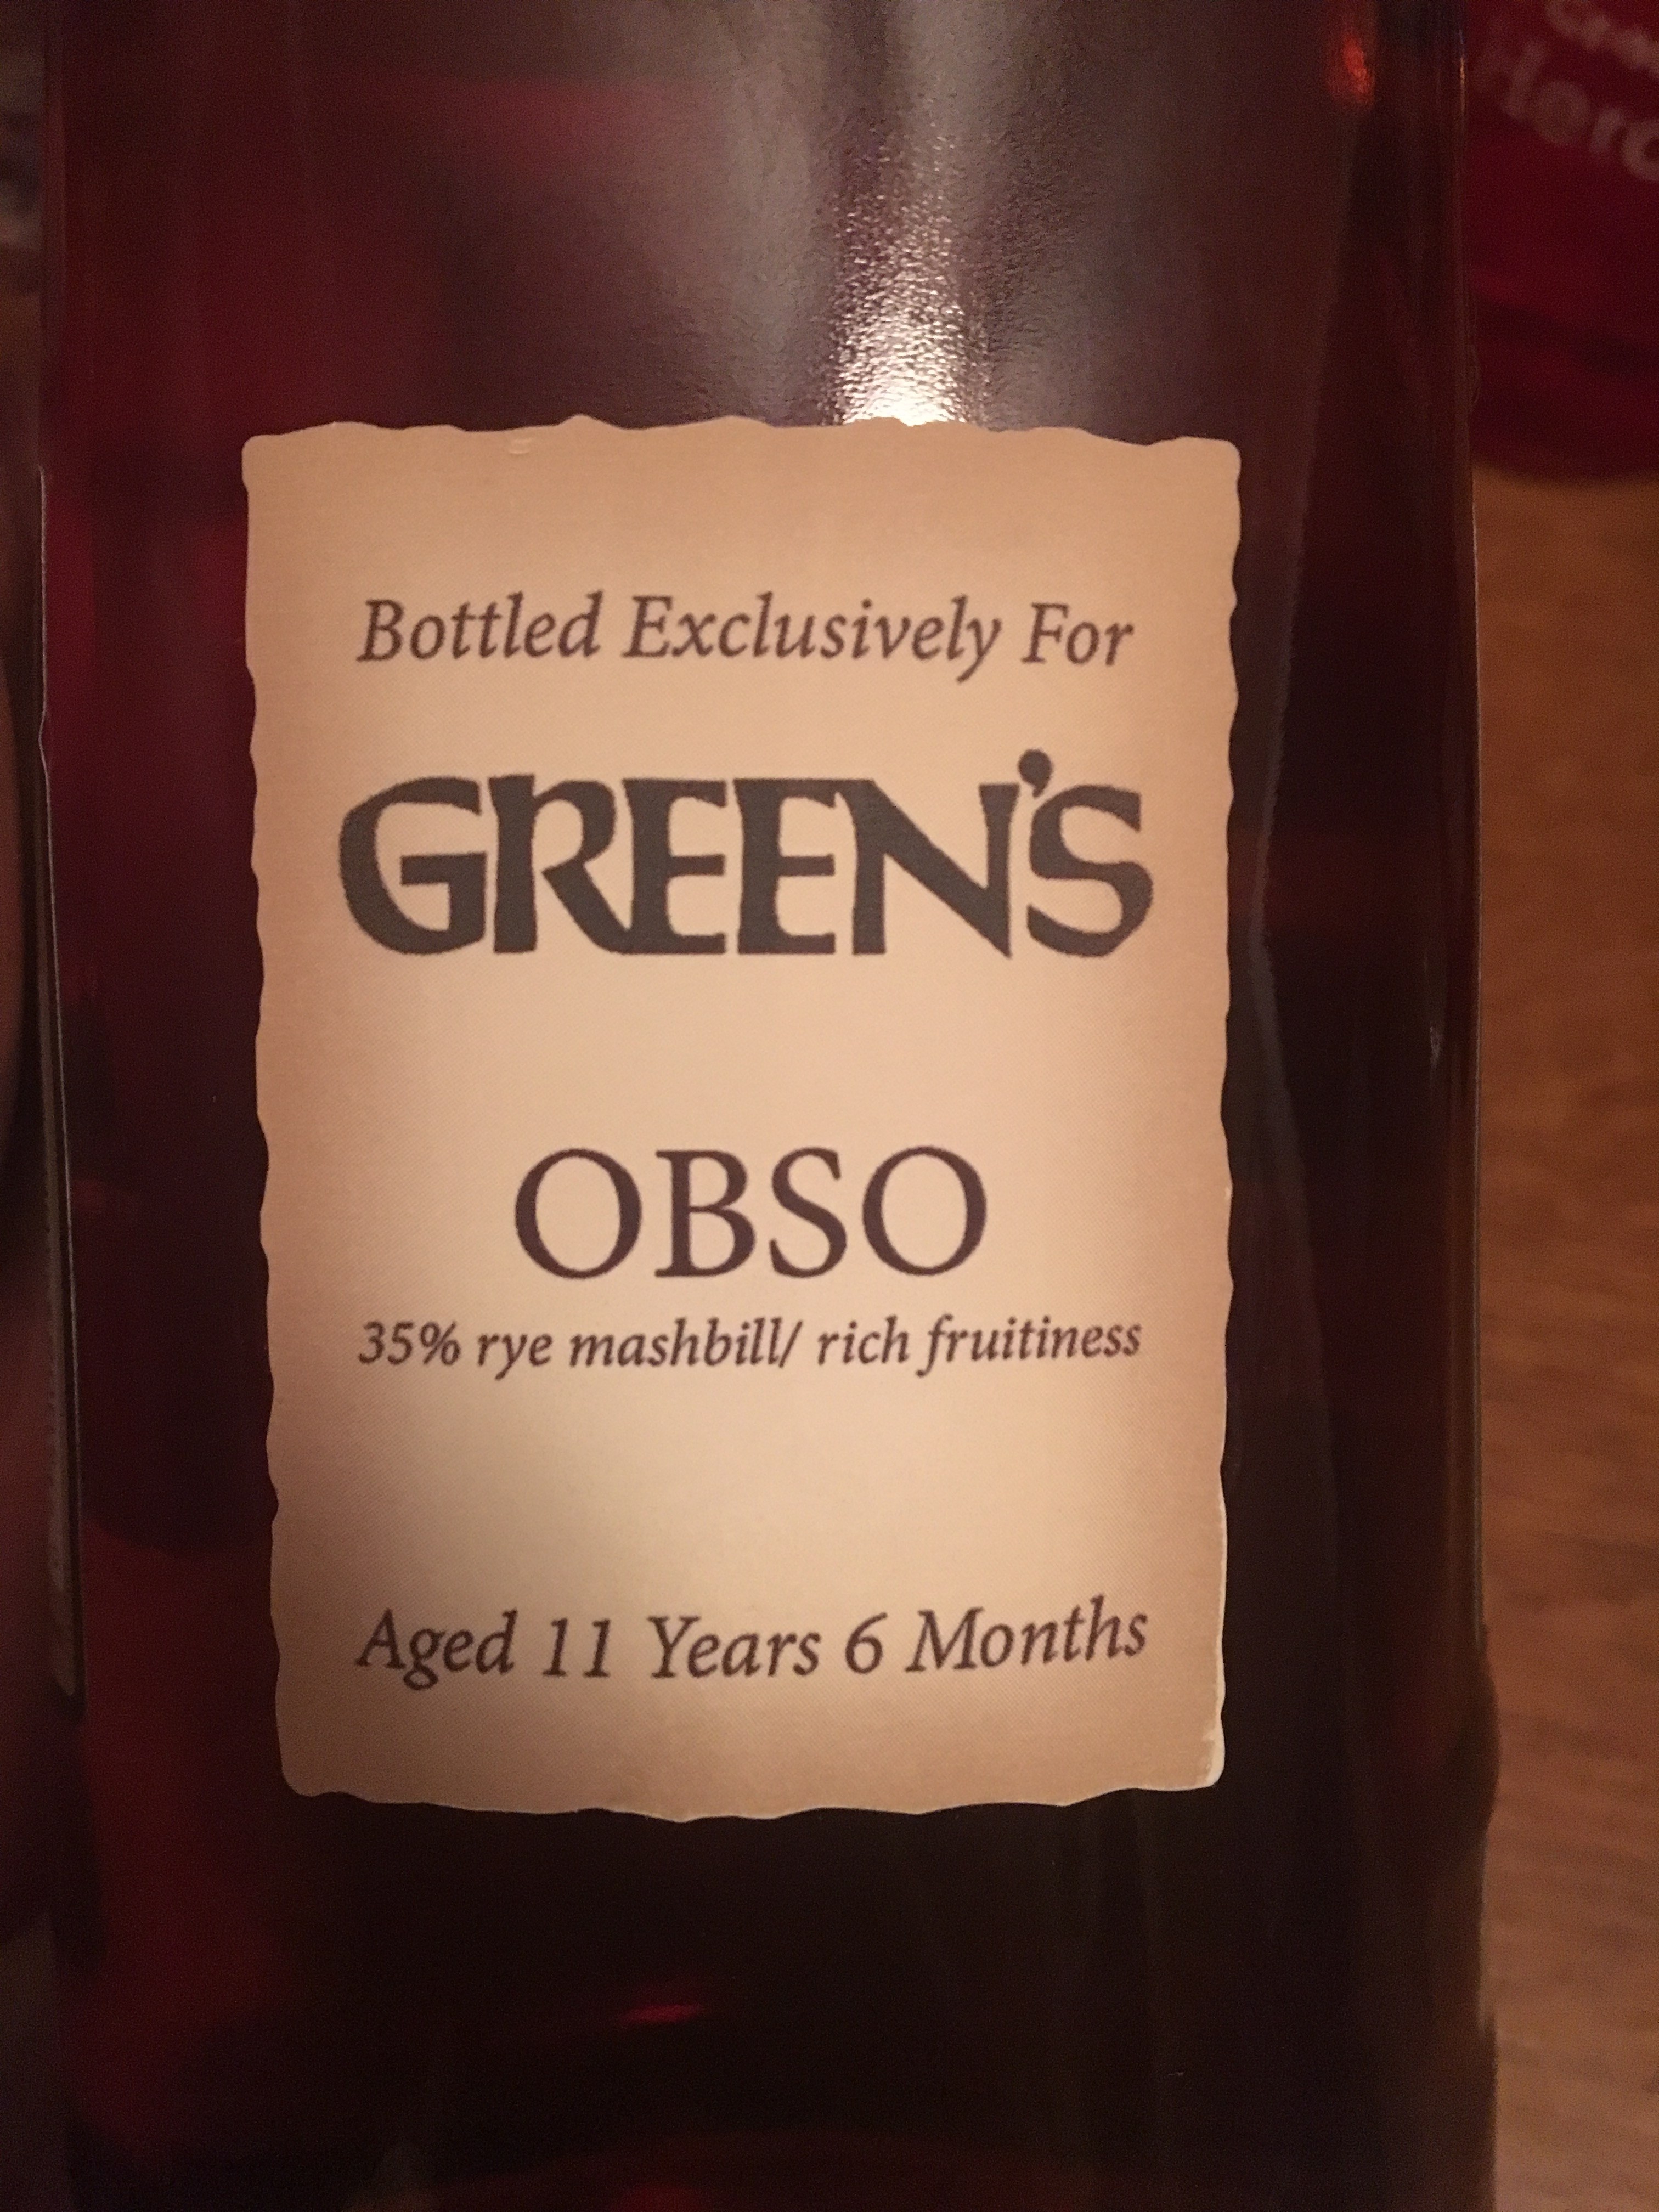 Bottled Exclusively For
GREEN'S
OBSO
35% rye mashbill/ rich fruitiness
Aged 11 Years 6 Months